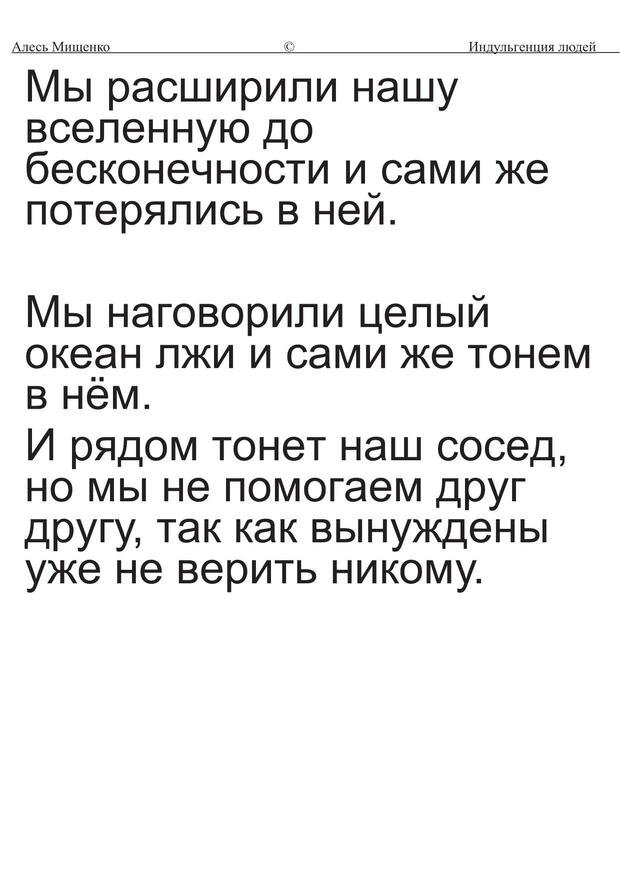 Алесь Мищенко © Индульгенция людей
Мы расширили нашу
вселенную до
бесконечности и сами же
потерялись в ней.
Мы наговорили целый
океан лжи и сами же тонем
в нём.
И рядом тонет наш сосед,
но мы не помогаем друг
другу, так как вынуждены
уже не верить никому.